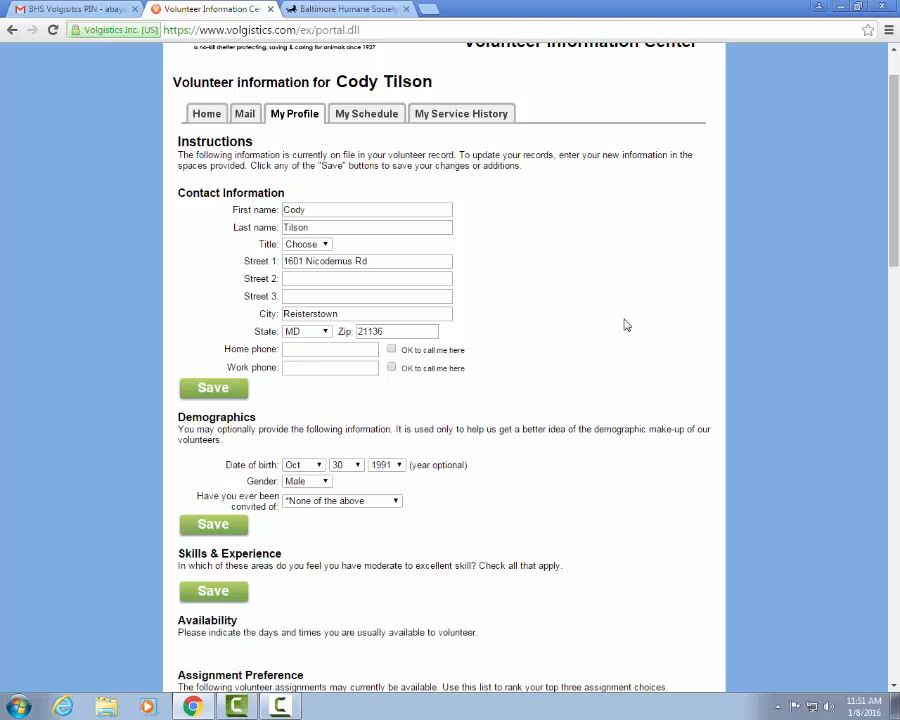 BHS Volgisitcs PIN - abays
Volunteer Information Ce
Baltimore Humane Society
Volgistics Inc. [US]
https://www.volgistics.com/ex/portal.dll
a no-kill shelter protecting, saving & caring for animals since 1927
Volunteer Information Center
Volunteer information for Cody Tilson
Home
Mail
My Profile
My Schedule
My Service History
Instructions
The following information is currently on file in your volunteer record. To update your records, enter your new information in the
spaces provided. Click any of the "Save" buttons to save your changes or additions.
Contact Information
First name: Cody
Last name: Tilson
Title: Choose
Street 1: 1601 Nicodemus Rd
Street 2:
Street 3:
City: Reisterstown
State: MD Zip: 21136
Home phone: OK to call me here
Work phone: OK to call me here
Save
Demographics
You may optionally provide the following information. It is used only to help us get a better idea of the demographic make-up of our
volunteers.
Date of birth: Oct 30 1991 (year optional)
Gender: Male
Have you ever been
convited of: *None of the above
Save
Skills & Experience
In which of these areas do you feel you have moderate to excellent skill? Check all that apply.
Save
Availability
Please indicate the days and times you are usually available to volunteer.
Assignment Preference
The following volunteer assignments may currently be available. Use this list to rank your top three assignment choices.
11:51 AM
1/8/2016